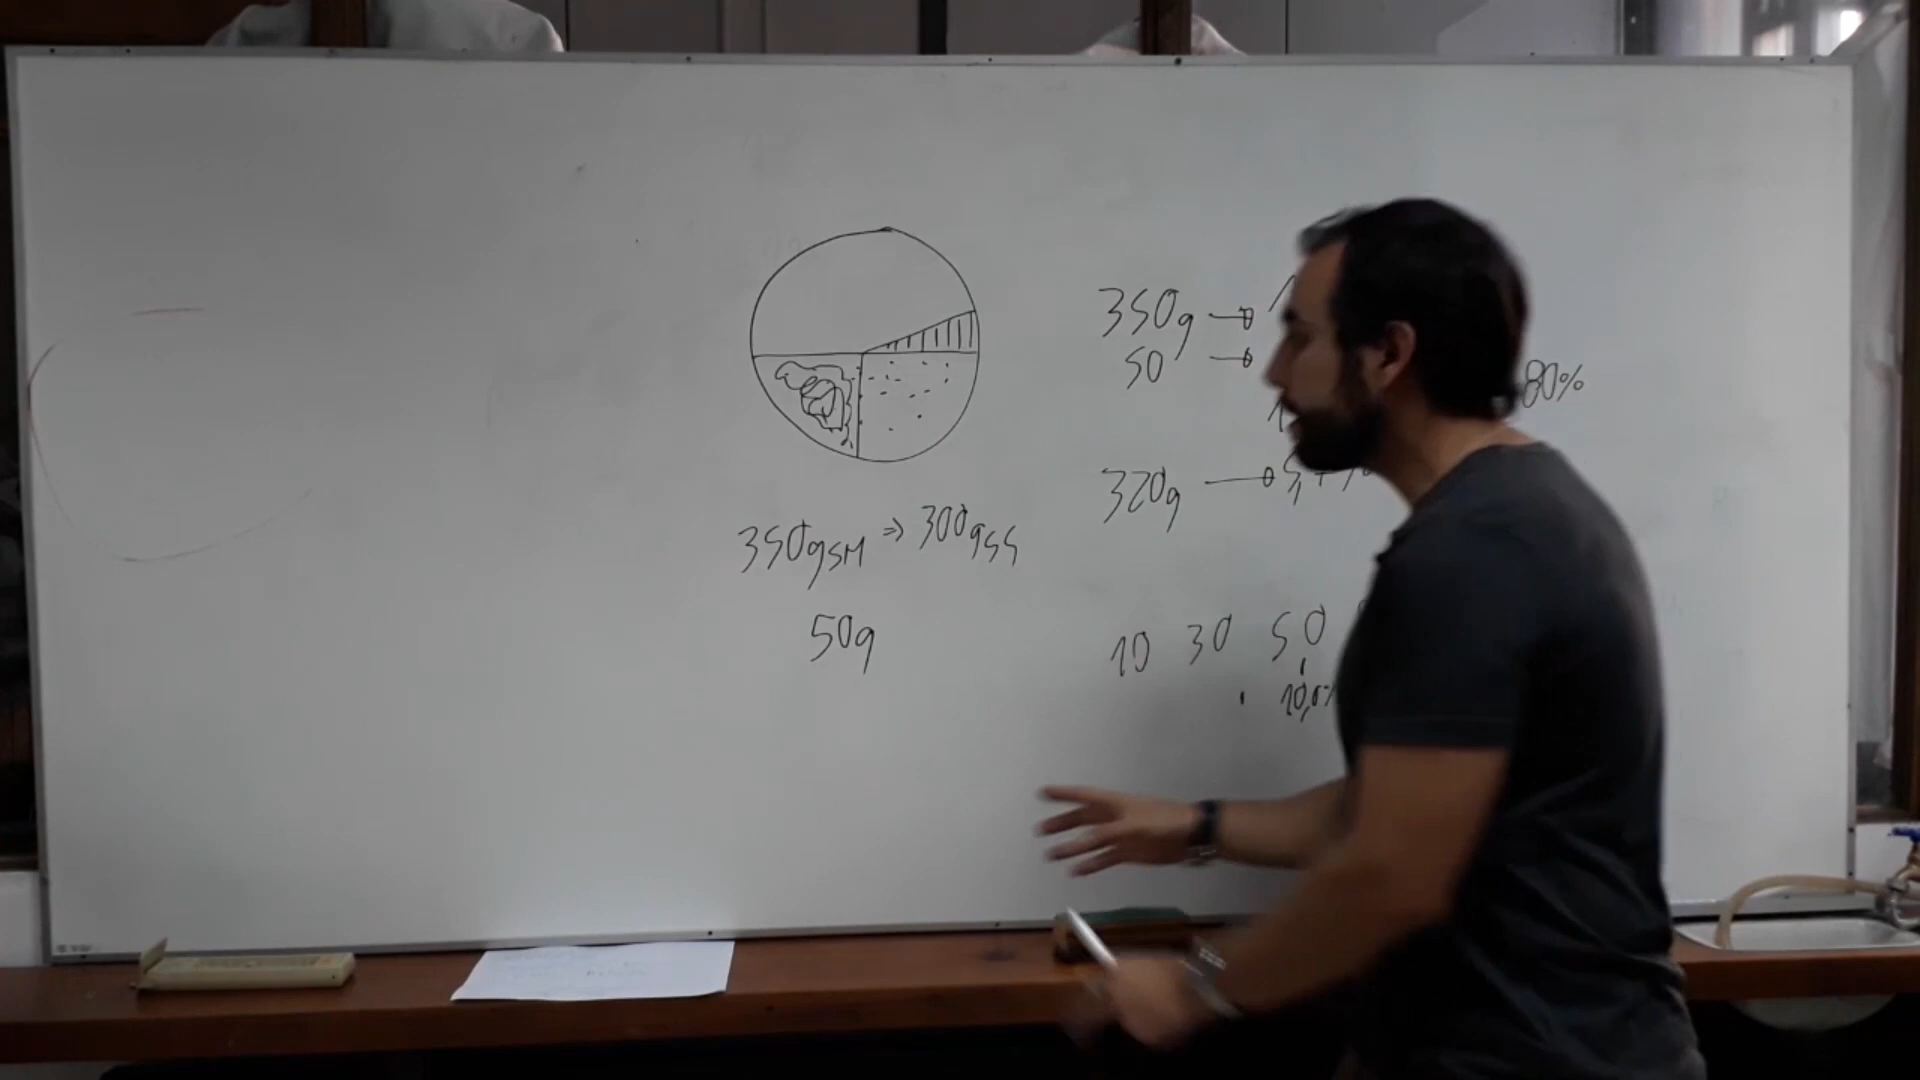 350gSM => 300gSS
50g
350g →
50 →
80%
320g →
10 30 50